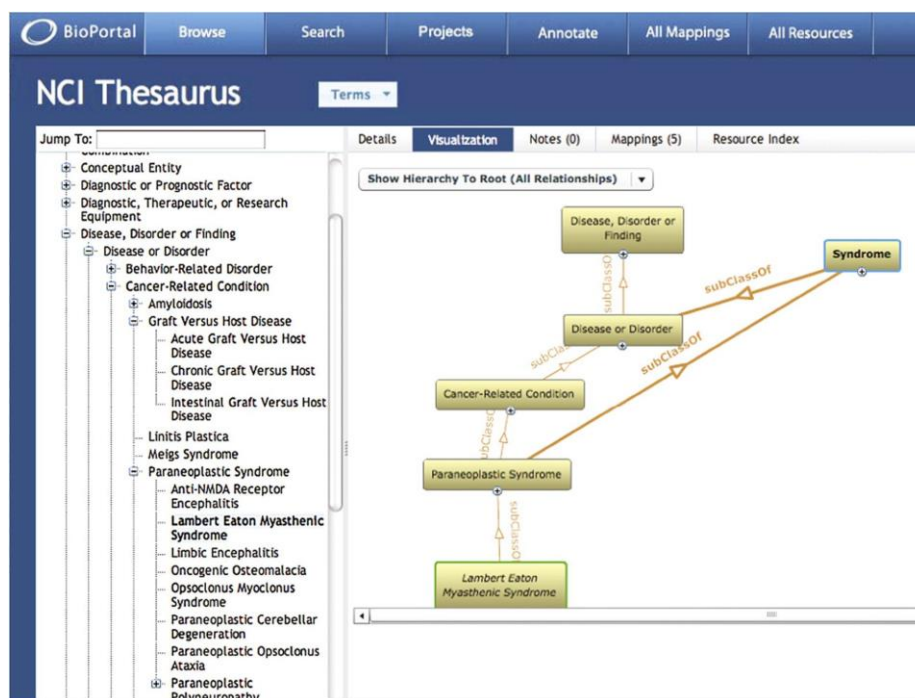 BioPortal Browse Search Projects Annotate All Mappings All Resources
NCI Thesaurus Terms
Jump To:
Combination
Conceptual Entity
Diagnostic or Prognostic Factor
Diagnostic, Therapeutic, or Research
Equipment
Disease, Disorder or Finding
Disease or Disorder
Behavior-Related Disorder
Cancer-Related Condition
Amyloidosis
Graft Versus Host Disease
Acute Graft Versus Host
Disease
Chronic Graft Versus Host
Disease
Intestinal Graft Versus Host
Disease
Linitis Plastica
Meigs Syndrome
Paraneoplastic Syndrome
Anti-NMDA Receptor
Encephalitis
Lambert Eaton Myasthenic
Syndrome
Limbic Encephalitis
Oncogenic Osteomalacia
Opsoclonus Myoclonus
Syndrome
Paraneoplastic Cerebellar
Degeneration
Paraneoplastic Opsoclonus
Ataxia
Paraneoplastic
Polyneuropathy
Details Visualization Notes (0) Mappings (5) Resource Index
Show Hierarchy To Root (All Relationships)
Disease, Disorder or
Finding
Syndrome
subClassOf
subClassOf
Disease or Disorder
subClassOf
subClassOf
Cancer-Related Condition
subClassOf
Paraneoplastic Syndrome
subClassOf
Lambert Eaton
Myasthenic Syndrome